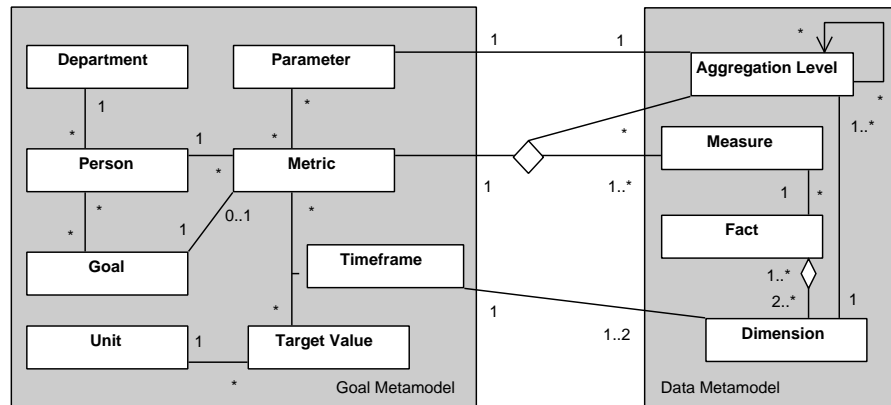 Department
Parameter
1
1
*
Aggregation Level
*
1
*
*
*
1..*
Person
1
*
Metric
1
*
1..*
Measure
1
*
*
*
1
0..1
*
Fact
Goal
Timeframe
1..*
2..*
1
*
1
1..2
Dimension
Unit
1
*
Target Value
Goal Metamodel
Data Metamodel